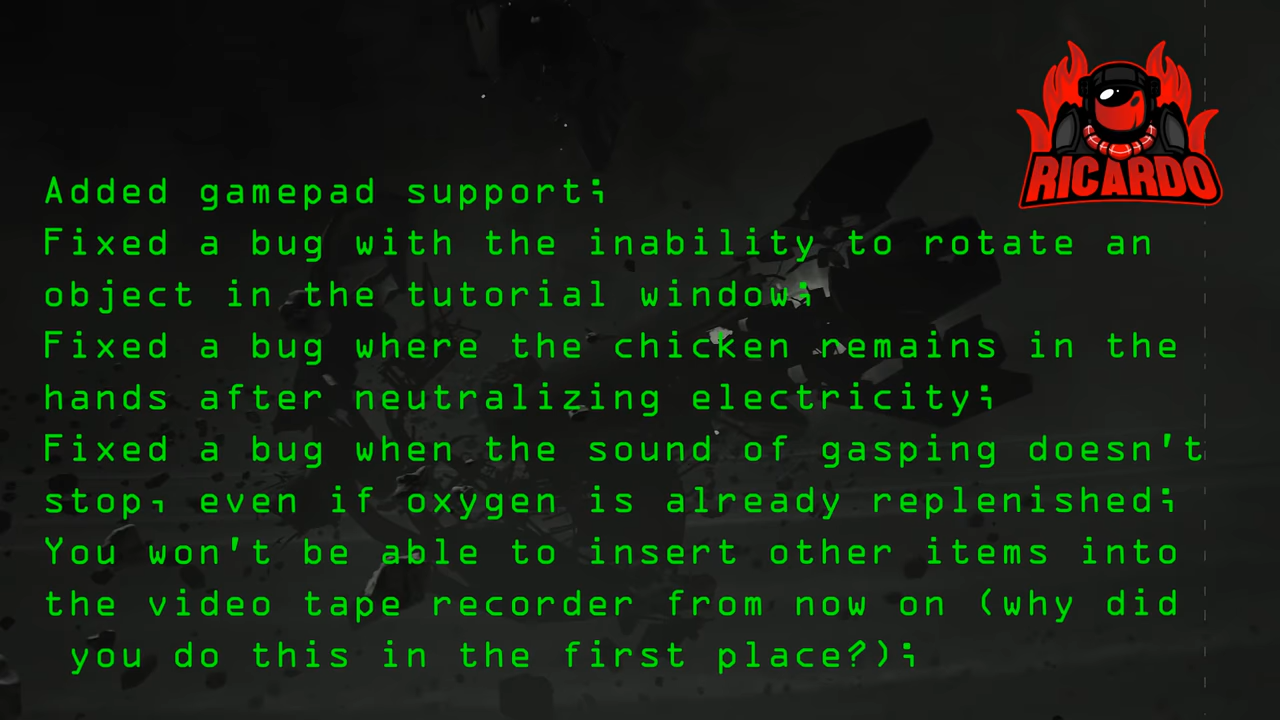 RICARDO
Added gamepad support;
Fixed a bug with the inability to rotate an
object in the tutorial window;
Fixed a bug where the chicken remains in the
hands after neutralizing electricity;
Fixed a bug when the sound of gasping doesn't
stop, even if oxygen is already replenished;
You won't be able to insert other items into
the video tape recorder from now on (why did
you do this in the first place?);